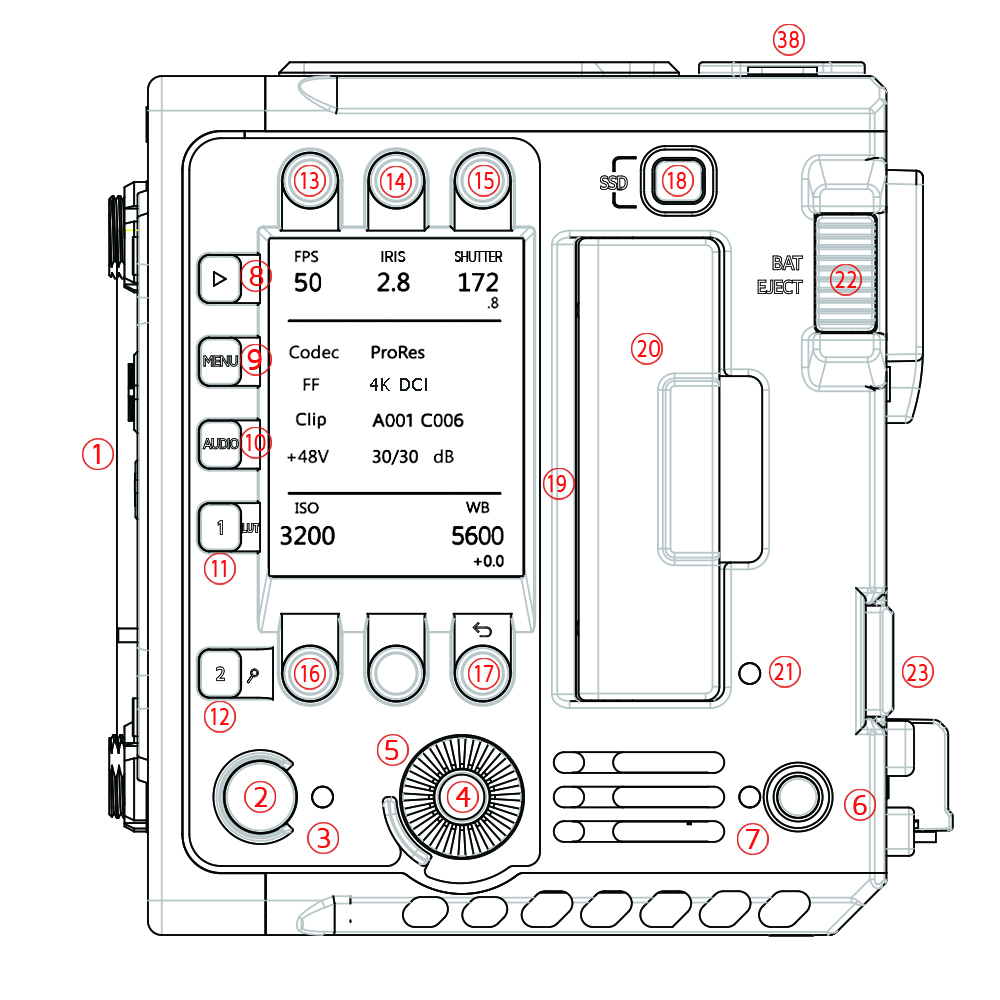 ㊳
⑬ ⑭ ⑮
SSD ⑱
FPS IRIS SHUTTER
50 2.8 172
.8
⑧
BAT
EJECT
㉒
MENU ⑨
Codec ProRes
FF 4K DCI
⑳
Clip A001 C006
AUDIO ⑩
+48V 30/30 dB
①
⑲
ISO WB
3200 5600
+0.0
1 LUT
⑪
2
⑫
⑯ ⑰
㉑
㉓
⑤
② ④
③
⑥
⑦